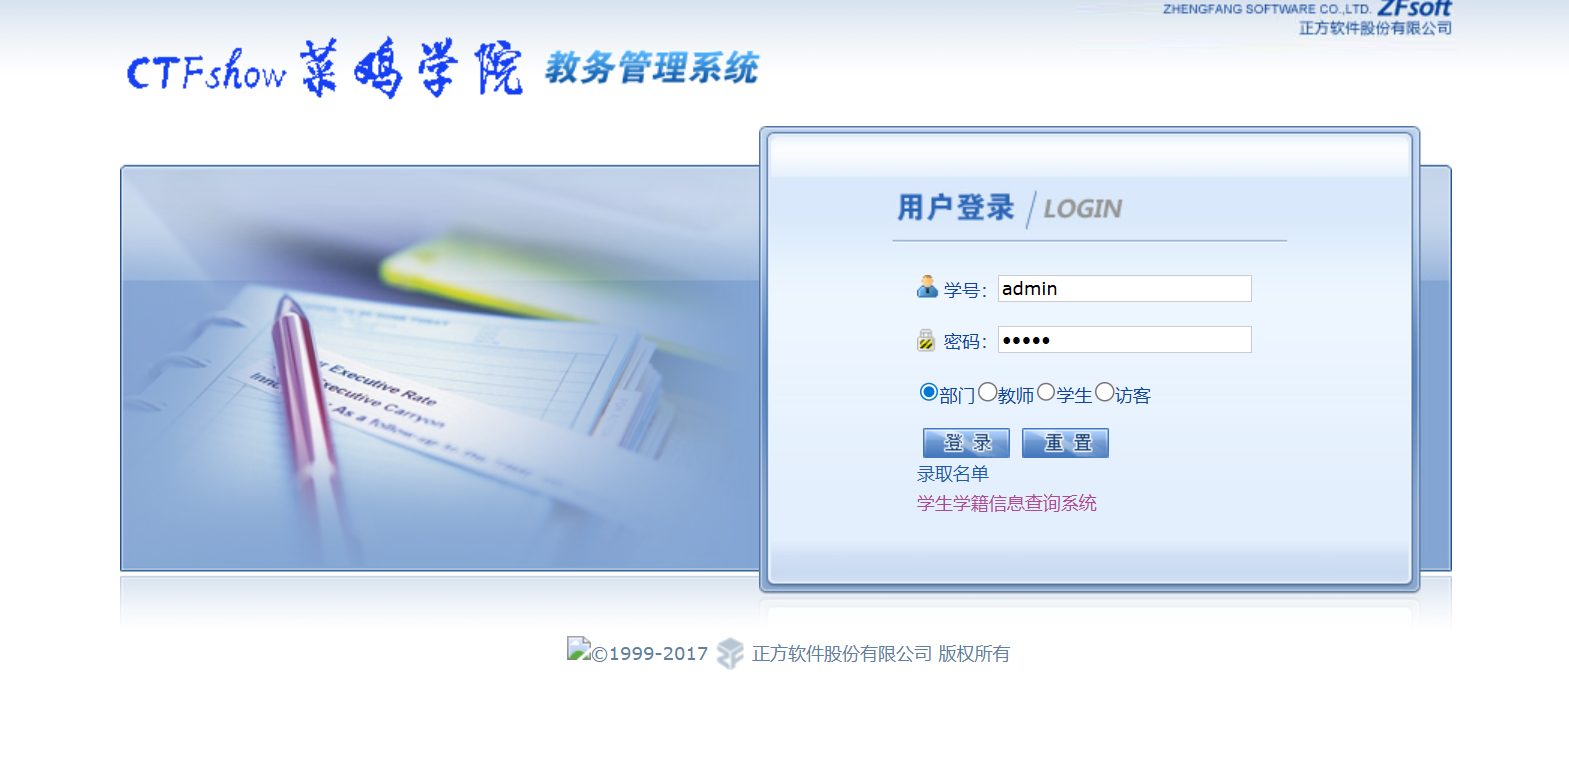 ZHENGFANG SOFTWARE CO.,LTD. ZFsoft
正方软件股份有限公司
CTFshow 菜鸡学院 教务管理系统
用户登录 / LOGIN
学号: admin
密码: •••••
部门 教师 学生 访客
登 录 重 置
录取名单
学生学籍信息查询系统
Executive Rate
Executive Carryon
As a follow-up to the
©1999-2017 正方软件股份有限公司 版权所有